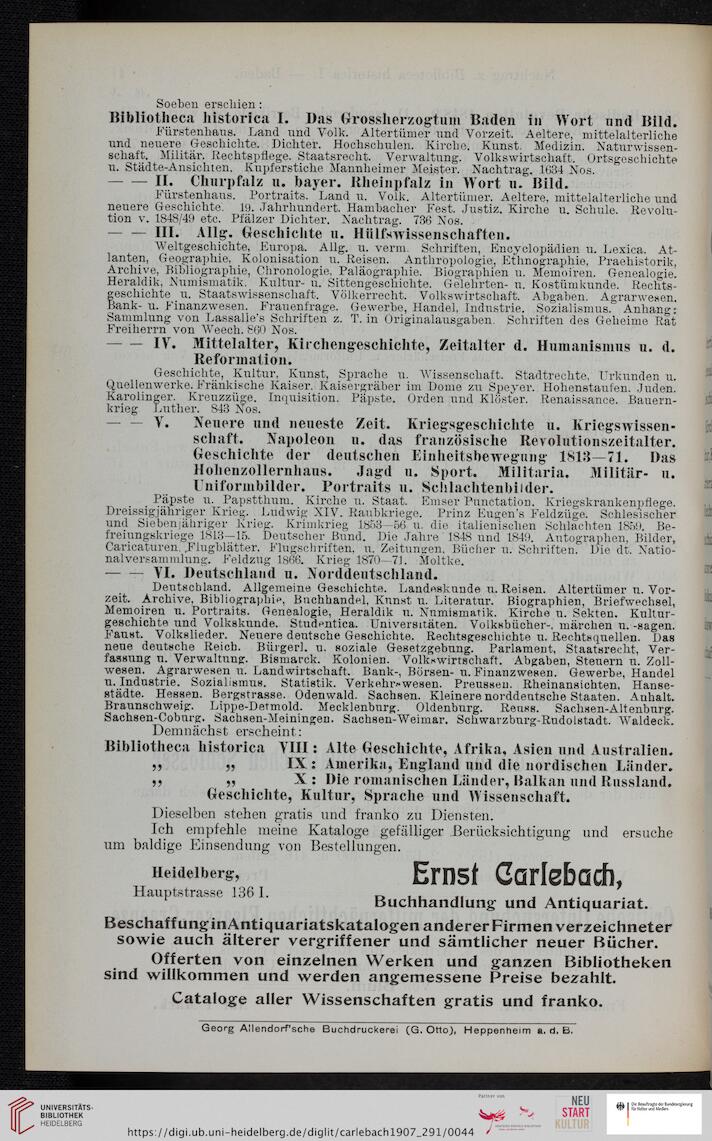 Soeben erschien:
Bibliotheca historica I. Das Grossherzogtum Baden in Wort und Bild.
Fürstenhaus. Land und Volk. Altertümer und Vorzeit. Aeltere, mittelalterliche
und neuere Geschichte. Dichter. Hochschulen. Kirche. Kunst. Medizin. Naturwissen-
schaft. Militär. Rechtspflege. Staatsrecht. Verwaltung. Volkswirtschaft. Ortsgeschichte
u. Städte-Ansichten. Kupferstiche Mannheimer Meister. Nachtrag. 1634 Nos.
— — II. Churpfalz u. bayer. Rheinpfalz in Wort u. Bild.
Fürstenhaus. Portraits. Land u. Volk. Altertümer. Aeltere, mittelalterliche und
neuere Geschichte. 19. Jahrhundert. Hambacher Fest. Justiz. Kirche u. Schule. Revolu-
tion v. 1848/49 etc. Pfälzer Dichter. Nachtrag. 736 Nos.
— — III. Allg. Geschichte u. Hülfswissenschaften.
Weltgeschichte, Europa. Allg. u. verm. Schriften, Encyclopädien u. Lexica. At-
lanten, Geographie, Kolonisation u. Reisen. Anthropologie, Ethnographie, Praehistorik,
Archive, Bibliographie, Chronologie, Paläographie. Biographien u. Memoiren. Genealogie.
Heraldik, Numismatik. Kultur- u. Sittengeschichte. Gelehrten- u. Kostümkunde. Rechts-
geschichte u. Staatswissenschaft. Völkerrecht. Volkswirtschaft. Abgaben. Agrarwesen.
Bank- u. Finanzwesen. Frauenfrage. Gewerbe, Handel, Industrie. Sozialismus. Anhang:
Sammlung von Lassalle's Schriften z. T. in Originalausgaben. Schriften des Geheime Rat
Freiherrn von Weech. 860 Nos.
— — IV. Mittelalter, Kirchengeschichte, Zeitalter d. Humanismus u. d.
Reformation.
Geschichte, Kultur, Kunst, Sprache u. Wissenschaft. Stadtrechte, Urkunden u.
Quellenwerke. Fränkische Kaiser. Kaisergräber im Dome zu Speyer. Hohenstaufen. Juden.
Karolinger. Kreuzzüge. Inquisition. Päpste. Orden und Klöster. Renaissance. Bauern-
krieg Luther. 843 Nos.
— — V. Neuere und neueste Zeit. Kriegsgeschichte u. Kriegswissen-
schaft. Napoleon u. das französische Revolutionszeitalter.
Geschichte der deutschen Einheitsbewegung 1813—71. Das
Hohenzollernhaus. Jagd u. Sport. Militaria. Militär- u.
Uniformbilder. Portraits u. Schlachtenbilder.
Päpste u. Papstthum. Kirche u. Staat. Emser Punctation. Kriegskrankenpflege.
Dreissigjähriger Krieg. Ludwig XIV. Raubkriege. Prinz Eugen's Feldzüge. Schlesischer
und Siebenjähriger Krieg. Krimkrieg 1853—56 u. die italienischen Schlachten 1859. Be-
freiungskriege 1813—15. Deutscher Bund. Die Jahre 1848 und 1849. Autographen, Bilder,
Caricaturen, Flugblätter. Flugschriften, u. Zeitungen, Bücher u. Schriften. Die dt. Natio-
nalversammlung. Feldzug 1866. Krieg 1870—71. Moltke.
— — VI. Deutschland u. Norddeutschland.
Deutschland. Allgemeine Geschichte. Landeskunde u. Reisen. Altertümer u. Vor-
zeit. Archive, Bibliographie, Buchhandel, Kunst u. Literatur. Biographien, Briefwechsel,
Memoiren u. Portraits. Genealogie, Heraldik u. Numismatik. Kirche u. Sekten. Kultur-
geschichte und Volkskunde. Studentica. Universitäten. Volksbücher-, märchen u. -sagen.
Faust. Volkslieder. Neuere deutsche Geschichte. Rechtsgeschichte u. Rechtsquellen. Das
neue deutsche Reich. Bürgerl. u. soziale Gesetzgebung. Parlament, Staatsrecht, Ver-
fassung u. Verwaltung. Bismarck. Kolonien. Volkswirtschaft. Abgaben, Steuern u. Zoll-
wesen. Agrarwesen u. Landwirtschaft. Bank-, Börsen- u. Finanzwesen. Gewerbe, Handel
u. Industrie. Sozialismus. Statistik. Verkehrswesen. Preussen. Rheinansichten, Hanse-
städte. Hessen. Bergstrasse. Odenwald. Sachsen. Kleinere norddeutsche Staaten. Anhalt.
Braunschweig. Lippe-Detmold. Mecklenburg. Oldenburg. Reuss. Sachsen-Altenburg.
Sachsen-Coburg. Sachsen-Meiningen. Sachsen-Weimar. Schwarzburg-Rudolstadt. Waldeck.
Demnächst erscheint:
Bibliotheca historica VIII: Alte Geschichte, Afrika, Asien und Australien.
„ „ IX: Amerika, England und die nordischen Länder.
„ „ X: Die romanischen Länder, Balkan und Russland.
Geschichte, Kultur, Sprache und Wissenschaft.
Dieselben stehen gratis und franko zu Diensten.
Ich empfehle meine Kataloge gefälliger Berücksichtigung und ersuche
um baldige Einsendung von Bestellungen.
Heidelberg,
Hauptstrasse 136 I.
Ernst Carlebach,
Buchhandlung und Antiquariat.
Beschaffung in Antiquariatskatalogen anderer Firmen verzeichneter
sowie auch älterer vergriffener und sämtlicher neuer Bücher.
Offerten von einzelnen Werken und ganzen Bibliotheken
sind willkommen und werden angemessene Preise bezahlt.
Cataloge aller Wissenschaften gratis und franko.
Georg Allendorf'sche Buchdruckerei (G. Otto), Heppenheim a. d. B.
UNIVERSITÄTS-
BIBLIOTHEK
HEIDELBERG
https://digi.ub.uni-heidelberg.de/diglit/carlebach1907_291/0044
Partner von
NEU
START
KULTUR
Die Beauftragte der Bundesregierung
für Kultur und Medien